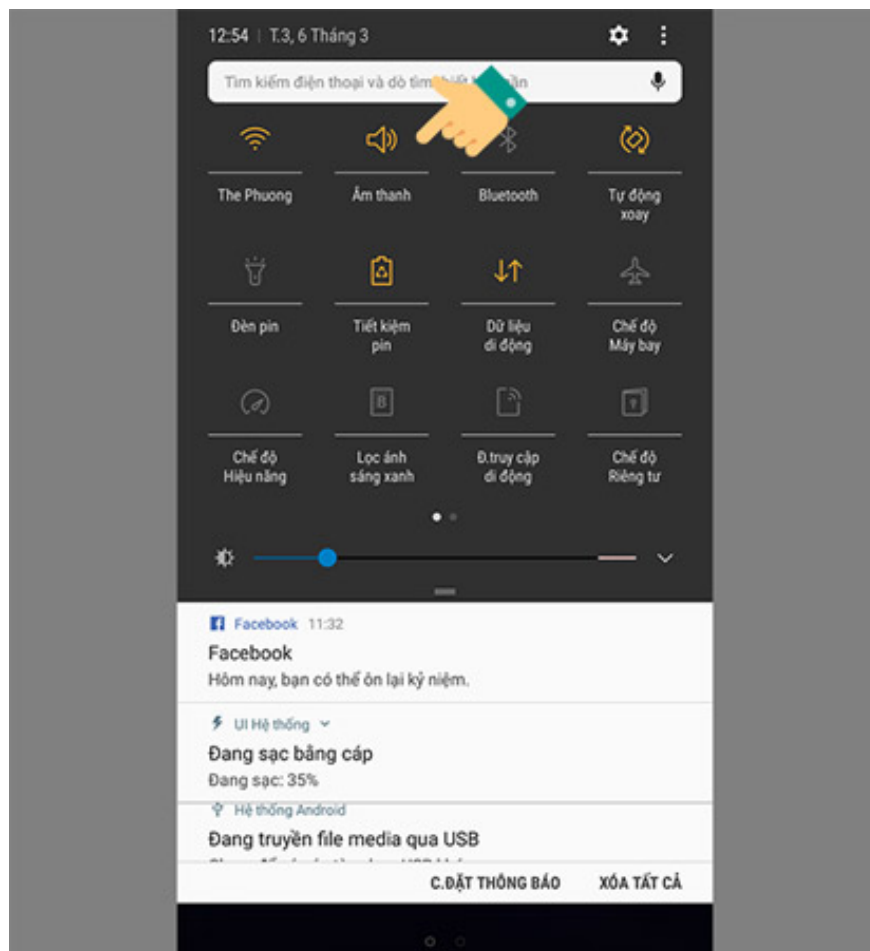 12:54 | T.3, 6 Tháng 3
Tìm kiếm điện thoại và dò tìm thiết bị gần
The Phuong
Âm thanh
Bluetooth
Tự động
xoay
Đèn pin
Tiết kiệm
pin
Dữ liệu
di động
Chế độ
Máy bay
Chế độ
Hiệu năng
Lọc ánh
sáng xanh
Đ.truy cập
di động
Chế độ
Riêng tư
Facebook 11:32
Facebook
Hôm nay, bạn có thể ôn lại kỷ niệm.
UI Hệ thống
Đang sạc bằng cáp
Đang sạc: 35%
Hệ thống Android
Đang truyền file media qua USB
C.ĐẶT THÔNG BÁO XÓA TẤT CẢ